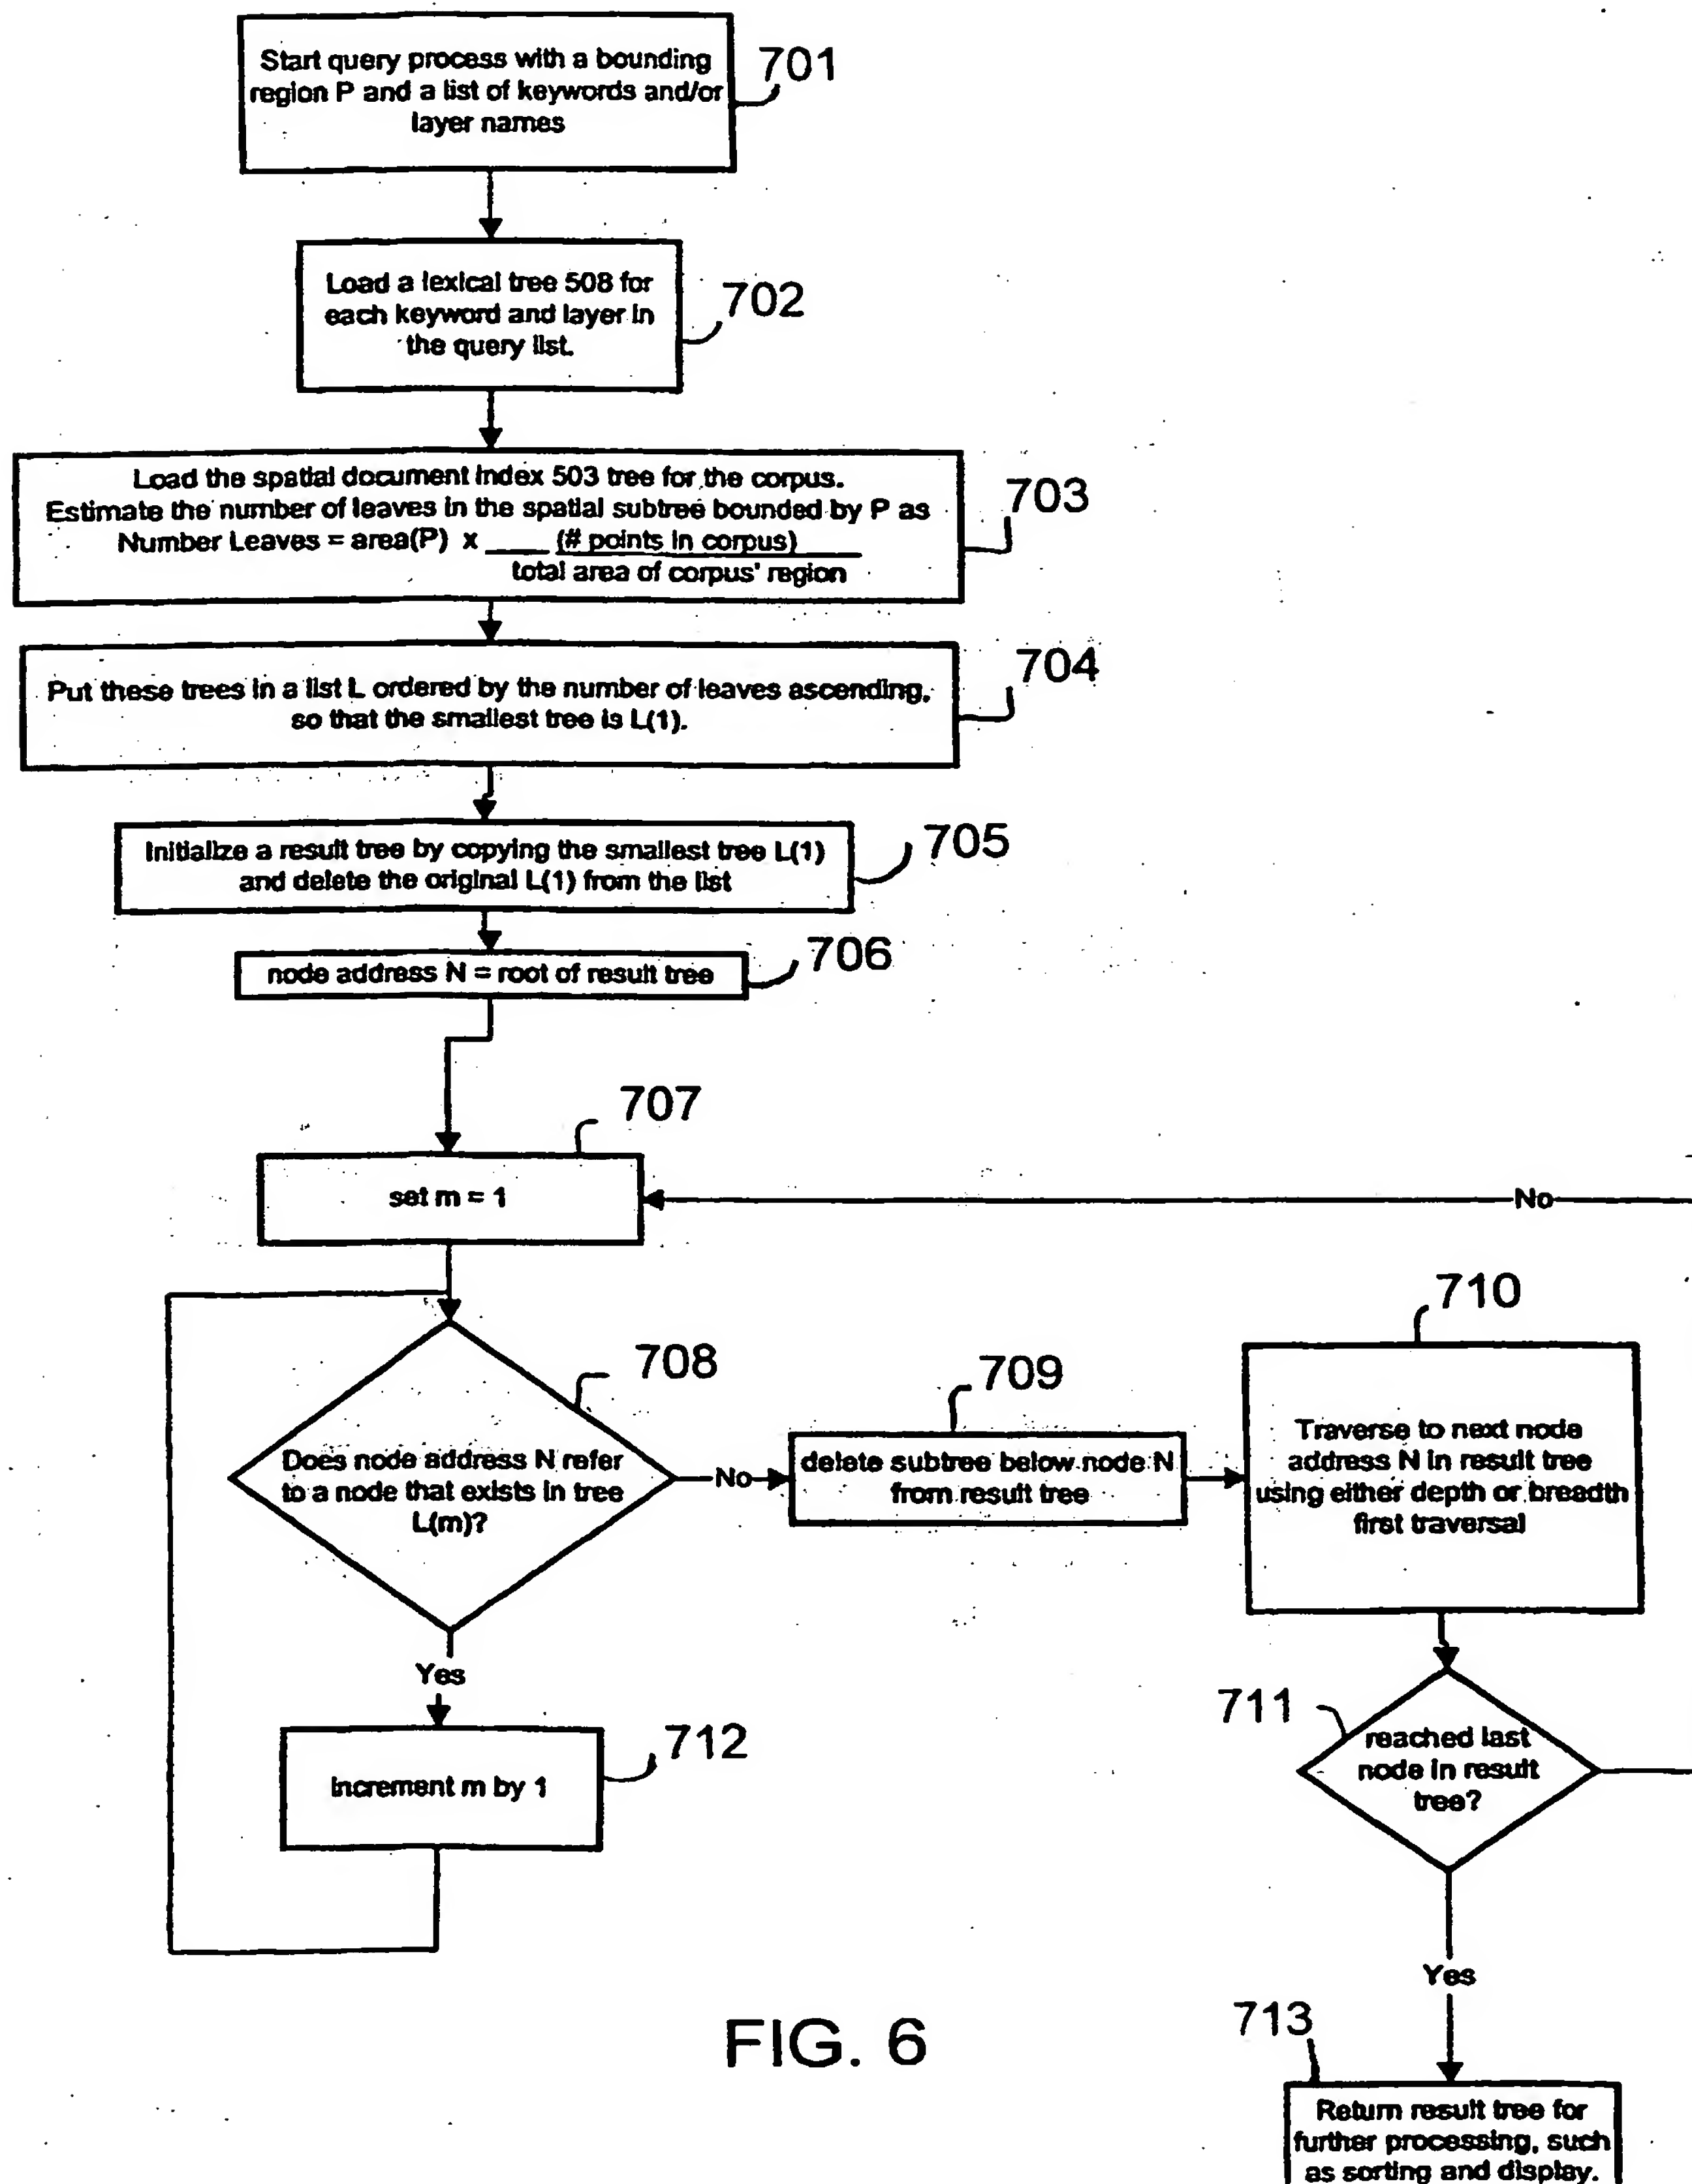 Start query process with a bounding
region P and a list of keywords and/or
layer names
701
Load a lexical tree 508 for
each keyword and layer in
the query list.
702
Load the spatial document index 503 tree for the corpus.
Estimate the number of leaves in the spatial subtree bounded by P as
Number Leaves = area(P) x (# points in corpus)
total area of corpus' region
703
Put these trees in a list L ordered by the number of leaves ascending,
so that the smallest tree is L(1).
704
Initialize a result tree by copying the smallest tree L(1)
and delete the original L(1) from the list
705
node address N = root of result tree
706
707
set m = 1
No
708
Does node address N refer
to a node that exists in tree
L(m)?
No
709
delete subtree below node N
from result tree
710
Traverse to next node
address N in result tree
using either depth or breadth
first traversal
Yes
712
Increment m by 1
711
reached last
node in result
tree?
Yes
713
Return result tree for
further processing, such
as sorting and display.
FIG. 6